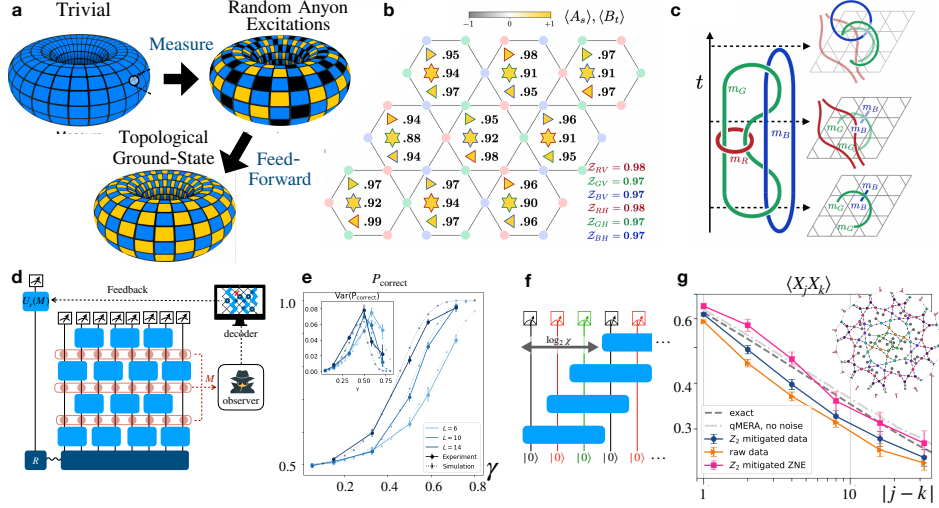 a
Trivial
Measure
Random Anyon
Excitations
Topological
Ground-State
Feed-
Forward
b
−1 0 +1 ⟨A_s⟩, ⟨B_t⟩
.95 .98 .97
.94 .91 .91
.97 .95 .97
.94 .95 .96
.88 .92 .91
.94 .98 .95
.97 .97 .96
.92 .94 .90
.99 .97 .96
Z_RV = 0.98
Z_GV = 0.97
Z_BV = 0.97
Z_RH = 0.98
Z_GH = 0.97
Z_BH = 0.97
c
t
m_G
m_B
m_R
m_G
m_G m_B
m_G
m_B
m_G
d
U_r(M
Feedback
decoder
M
observer
R
e
P_correct
Var(P_correct)
1.0
0.5
0.08
0.06
0.04
0.02
0.00
0.25 0.50 0.75
γ
L = 6
L = 10
L = 14
Experiment
Simulation
0.2 0.4 0.6 0.8
γ
f
log₂ χ
...
|0⟩ |0⟩ |0⟩ |0⟩ |0⟩ ...
g
⟨X_jX_k⟩
0.6
0.4
0.3
exact
qMERA, no noise
Z₂ mitigated data
raw data
Z₂ mitigated ZNE
1 10
|j − k|